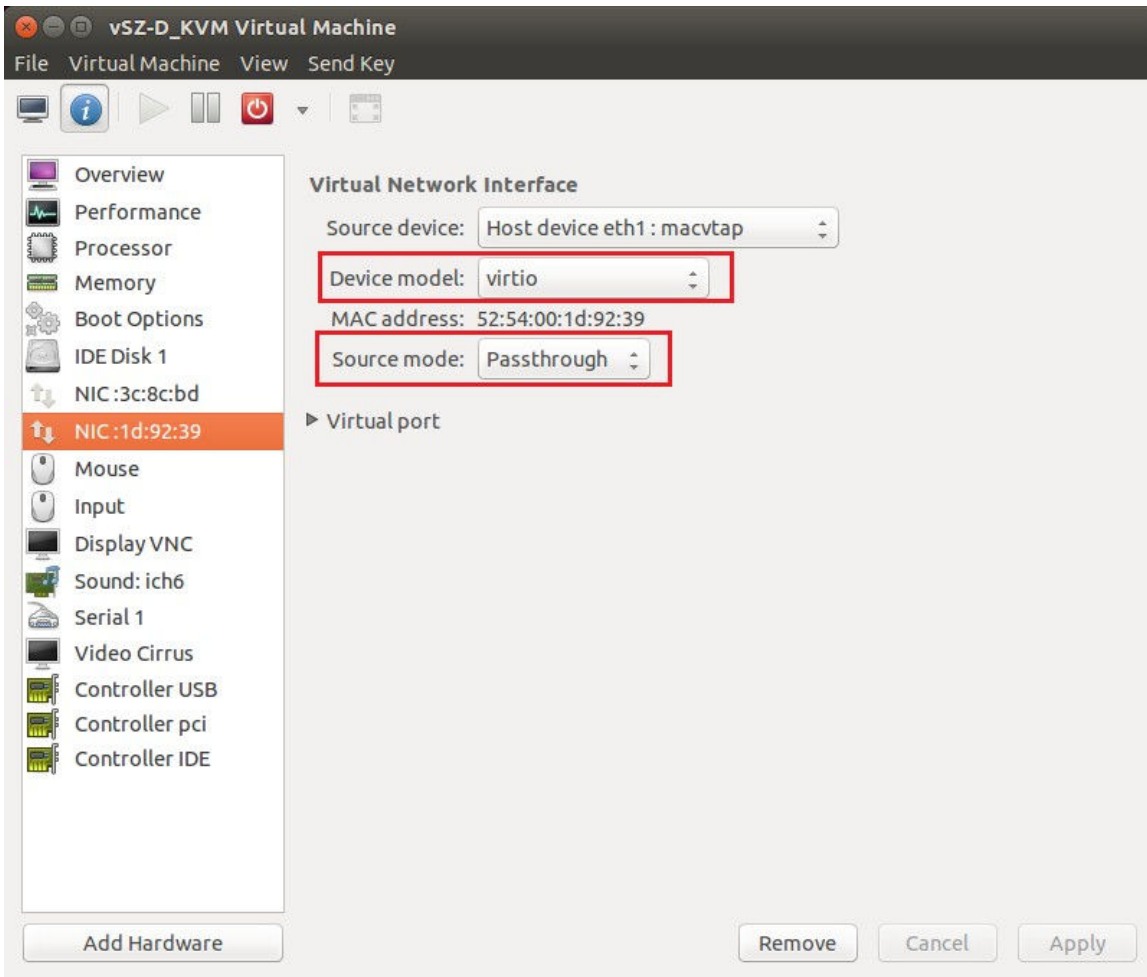 vSZ-D_KVM Virtual Machine
File Virtual Machine View Send Key
Overview
Performance
Processor
Memory
Boot Options
IDE Disk 1
NIC :3c:8c:bd
NIC :1d:92:39
Mouse
Input
Display VNC
Sound: ich6
Serial 1
Video Cirrus
Controller USB
Controller pci
Controller IDE
Add Hardware
Virtual Network Interface
Source device: Host device eth1 : macvtap
Device model: virtio
MAC address: 52:54:00:1d:92:39
Source mode: Passthrough
Virtual port
Remove Cancel Apply